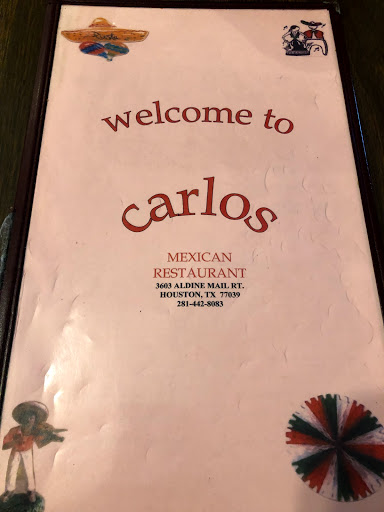 welcome to
carlos
MEXICAN
RESTAURANT
3603 ALDINE MAIL RT.
HOUSTON, TX 77039
281-442-8083